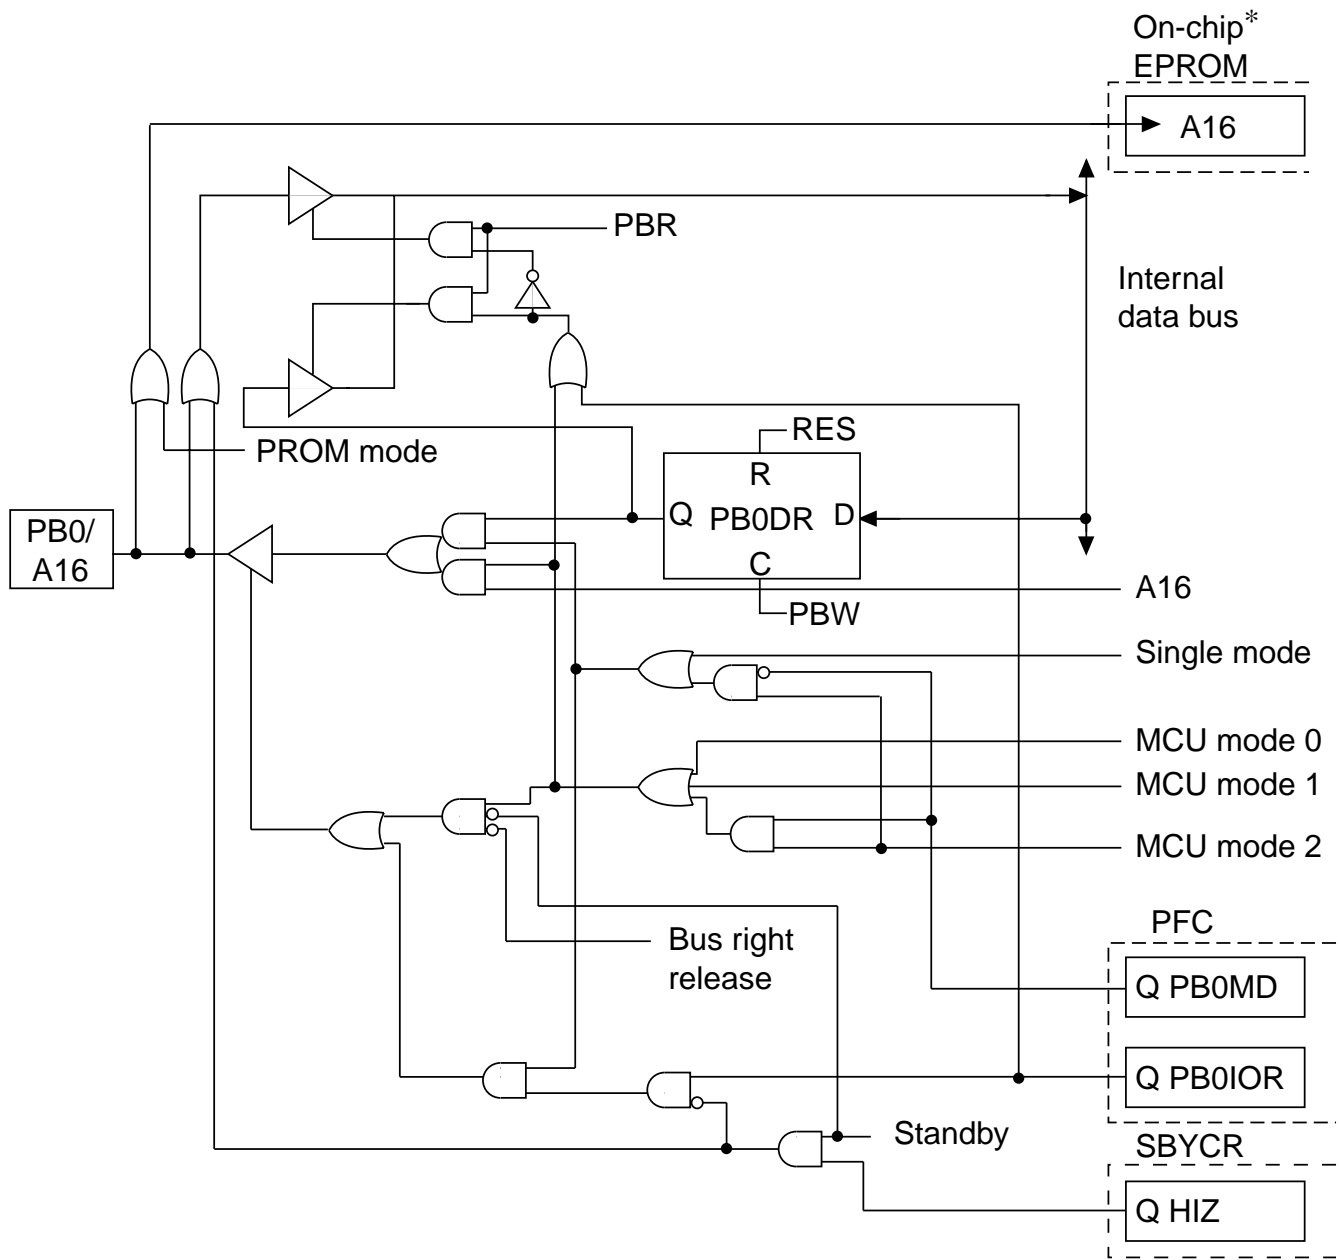 On-chip*
EPROM
A16
PBR
Internal
data bus
RES
PROM mode
R
Q PB0DR D
C
PB0/
A16
A16
PBW
Single mode
MCU mode 0
MCU mode 1
MCU mode 2
PFC
Bus right
release
Q PB0MD
Q PB0IOR
Standby
SBYCR
Q HIZ